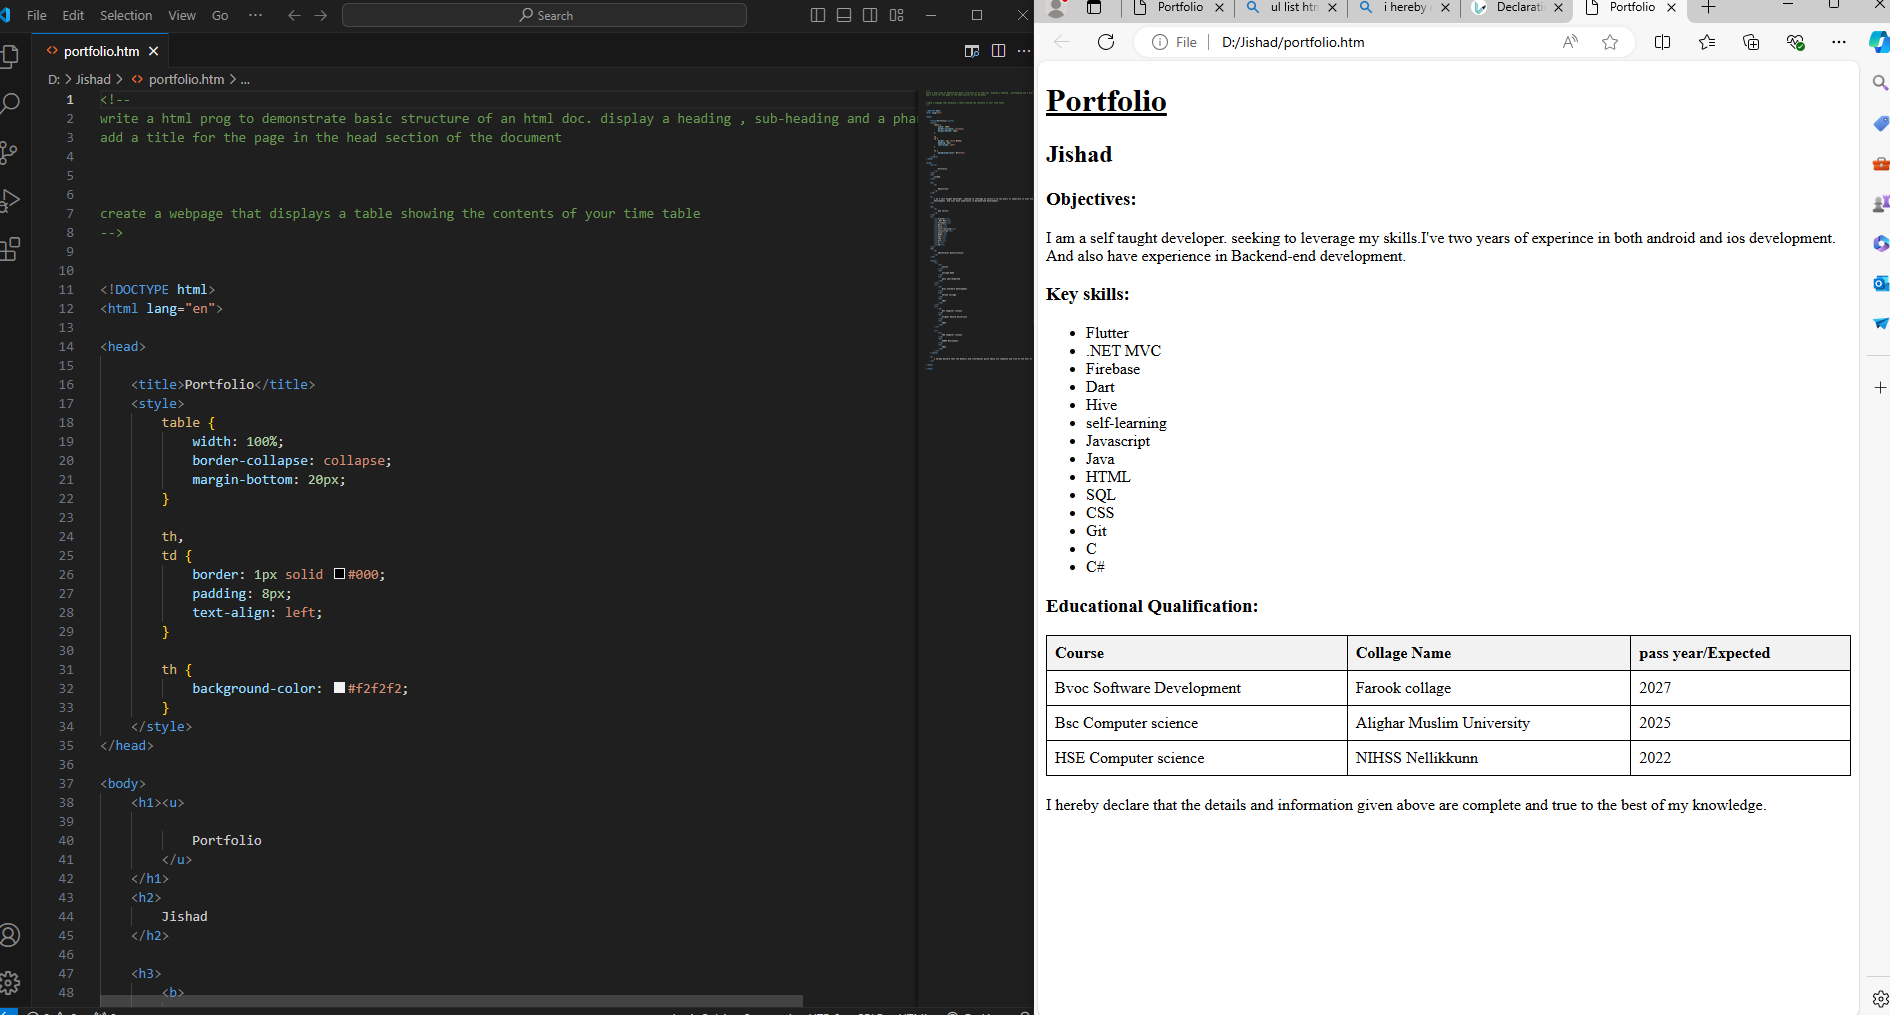 File Edit Selection View Go ··· Search
portfolio.htm
D: > Jishad > portfolio.htm > ...
1 <!--
2 write a html prog to demonstrate basic structure of an html doc. display a heading , sub-heading and a
3 add a title for the page in the head section of the document
4
5
6
7 create a webpage that displays a table showing the contents of your time table
8 -->
9
10
11 <!DOCTYPE html>
12 <html lang="en">
13
14 <head>
15
16 <title>Portfolio</title>
17 <style>
18 table {
19 width: 100%;
20 border-collapse: collapse;
21 margin-bottom: 20px;
22 }
23
24 th,
25 td {
26 border: 1px solid #000;
27 padding: 8px;
28 text-align: left;
29 }
30
31 th {
32 background-color: #f2f2f2;
33 }
34 </style>
35 </head>
36
37 <body>
38 <h1><u>
39
40 Portfolio
41 </u>
42 </h1>
43 <h2>
44 Jishad
45 </h2>
46
47 <h3>
48 <b>
Portfolio ul list i hereby Portfolio
File D:/Jishad/portfolio.htm
Portfolio
Jishad
Objectives:
I am a self taught developer. seeking to leverage my skills.I've two years of experince in both android and ios development.
And also have experience in Backend-end development.
Key skills:
• Flutter
• .NET MVC
• Firebase
• Dart
• Hive
• self-learning
• Javascript
• Java
• HTML
• SQL
• CSS
• Git
• C
• C#
Educational Qualification:
Course Collage Name pass year/Expected
Bvoc Software Development Farook collage 2027
Bsc Computer science Alighar Muslim University 2025
HSE Computer science NIHSS Nellikkunn 2022
I hereby declare that the details and information given above are complete and true to the best of my knowledge.